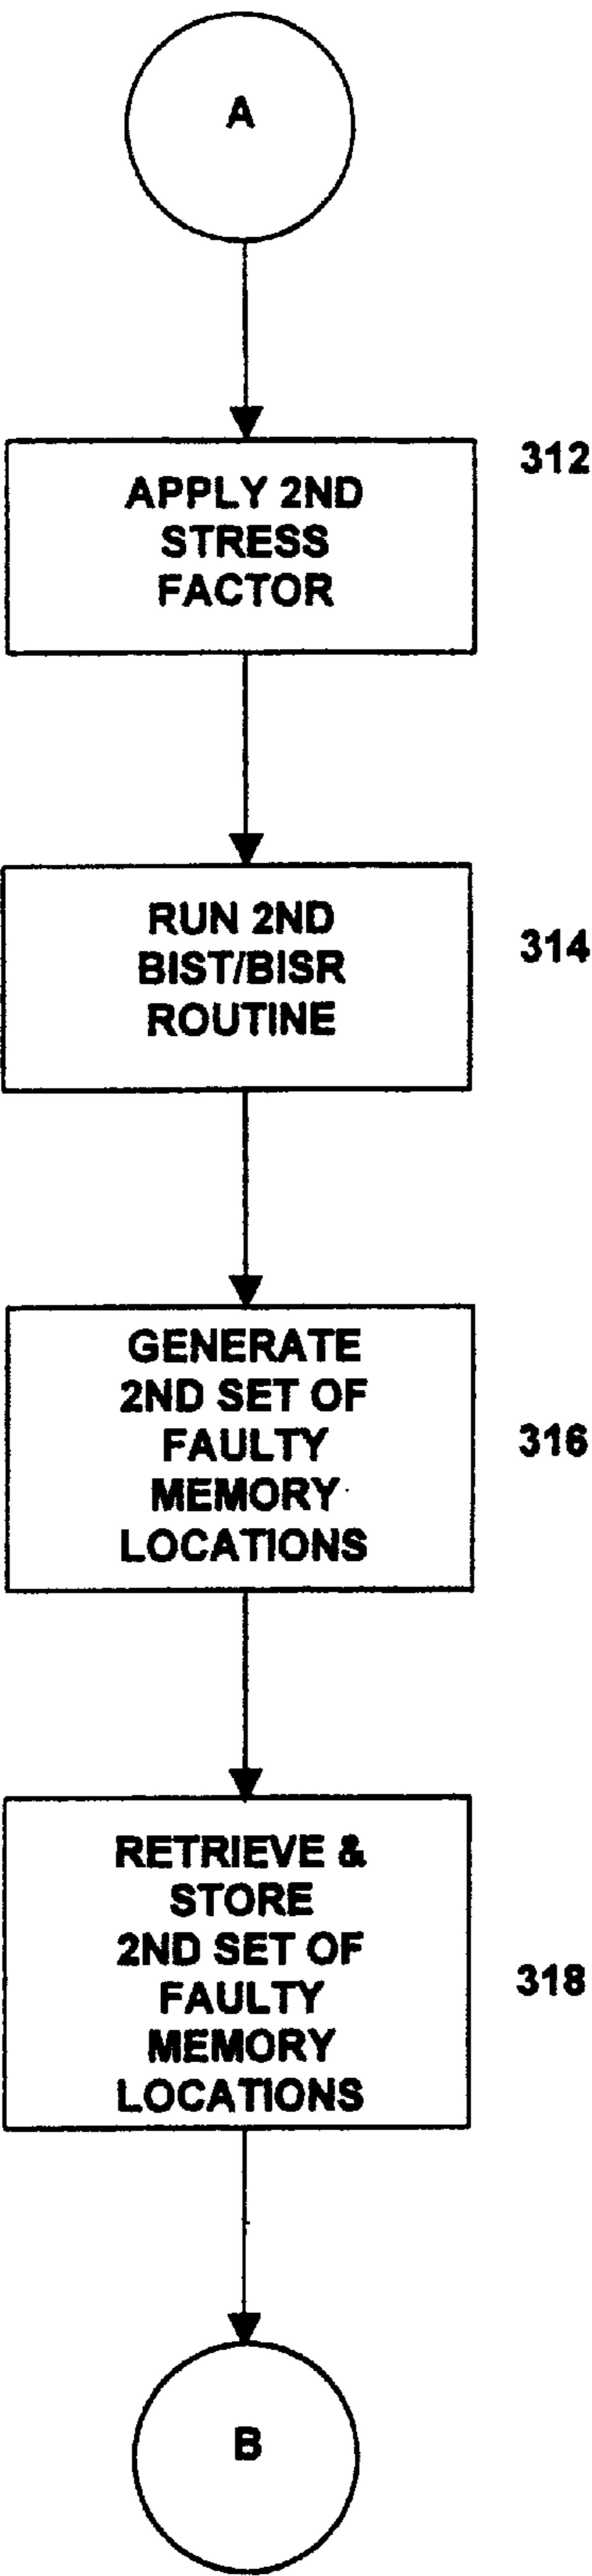 A
312
APPLY 2ND
STRESS
FACTOR
RUN 2ND
BIST/BISR
ROUTINE
314
GENERATE
2ND SET OF
FAULTY
MEMORY
LOCATIONS
316
RETRIEVE &
STORE
2ND SET OF
FAULTY
MEMORY
LOCATIONS
318
B